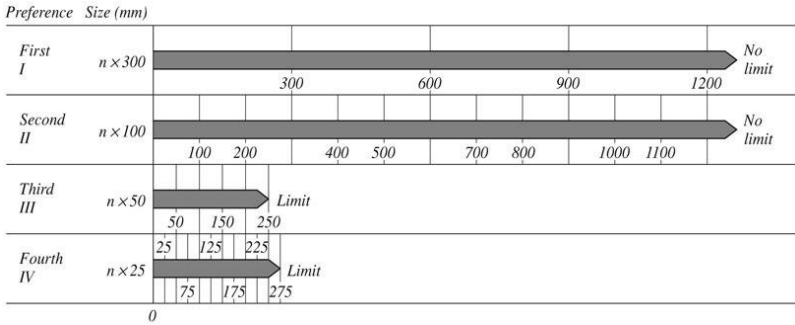 Preference Size (mm)
First
I
n × 300
No
limit
300 600 900 1200
Second
II
n × 100
No
limit
100 200 400 500 700 800 1000 1100
Third
III
n × 50
Limit
50 150 250
25 125 225
Fourth
IV
n × 25
Limit
75 175 275
0